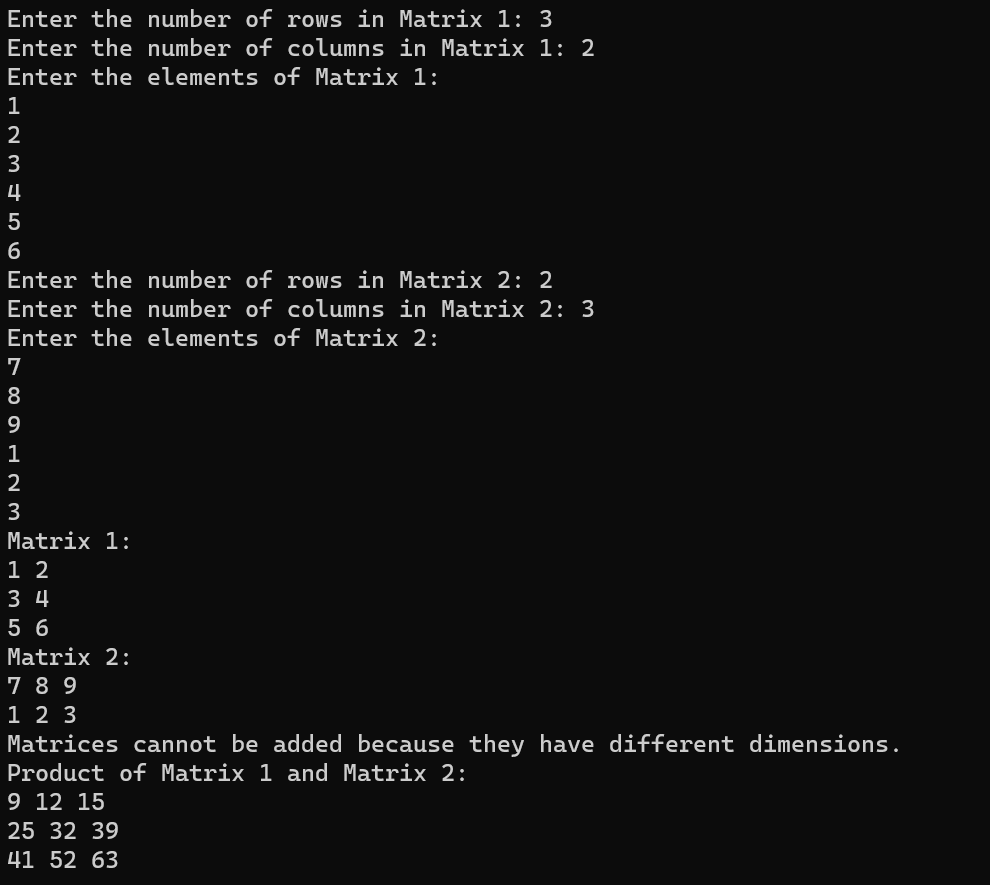 Enter the number of rows in Matrix 1: 3
Enter the number of columns in Matrix 1: 2
Enter the elements of Matrix 1:
1
2
3
4
5
6
Enter the number of rows in Matrix 2: 2
Enter the number of columns in Matrix 2: 3
Enter the elements of Matrix 2:
7
8
9
1
2
3
Matrix 1:
1 2
3 4
5 6
Matrix 2:
7 8 9
1 2 3
Matrices cannot be added because they have different dimensions.
Product of Matrix 1 and Matrix 2:
9 12 15
25 32 39
41 52 63